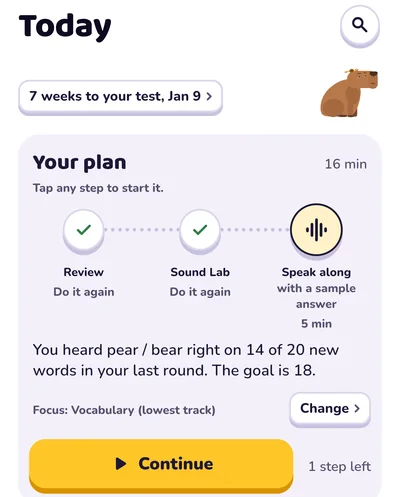 Today
7 weeks to your test, Jan 9 >
Your plan
16 min
Tap any step to start it.
Review
Do it again
Sound Lab
Do it again
Speak along
with a sample
answer
5 min
You heard pear / bear right on 14 of 20 new
words in your last round. The goal is 18.
Focus: Vocabulary (lowest track)
Change >
Continue
1 step left